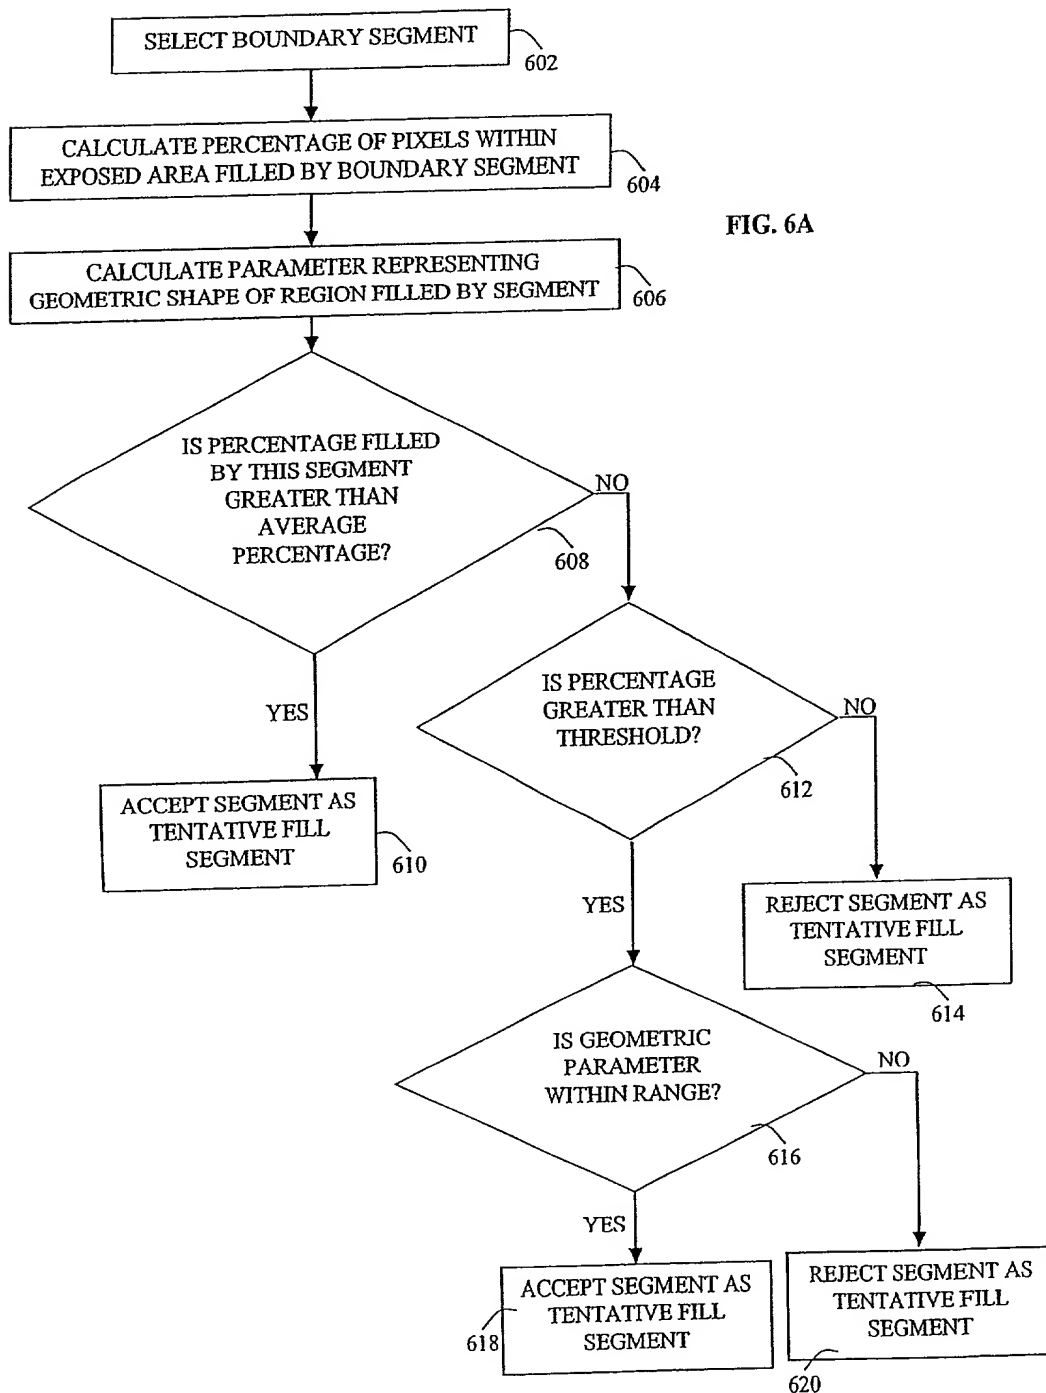 SELECT BOUNDARY SEGMENT
602
CALCULATE PERCENTAGE OF PIXELS WITHIN
EXPOSED AREA FILLED BY BOUNDARY SEGMENT
604
FIG. 6A
CALCULATE PARAMETER REPRESENTING
GEOMETRIC SHAPE OF REGION FILLED BY SEGMENT
606
IS PERCENTAGE FILLED
BY THIS SEGMENT
GREATER THAN
AVERAGE
PERCENTAGE?
NO
608
YES
IS PERCENTAGE
GREATER THAN
THRESHOLD?
NO
612
ACCEPT SEGMENT AS
TENTATIVE FILL
SEGMENT
610
YES
REJECT SEGMENT AS
TENTATIVE FILL
SEGMENT
614
IS GEOMETRIC
PARAMETER
WITHIN RANGE?
NO
616
YES
ACCEPT SEGMENT AS
TENTATIVE FILL
SEGMENT
618
REJECT SEGMENT AS
TENTATIVE FILL
SEGMENT
620